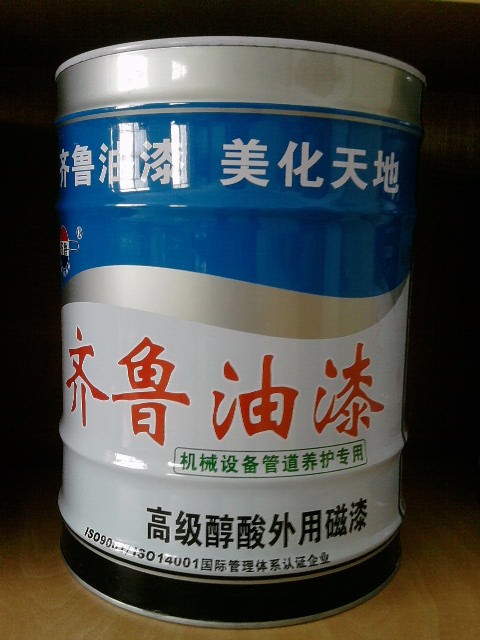 齐鲁油漆 美化天地
®
齐鲁油漆
机械设备管道养护专用
高级醇酸外用磁漆
ISO9001/ISO14001国际管理体系认证企业